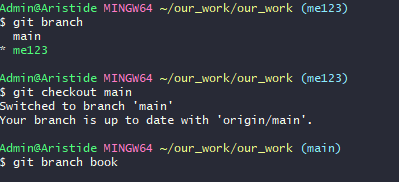 Admin@Aristide MINGW64 ~/our_work/our_work (me123)
$ git branch
  main
* me123

Admin@Aristide MINGW64 ~/our_work/our_work (me123)
$ git checkout main
Switched to branch 'main'
Your branch is up to date with 'origin/main'.

Admin@Aristide MINGW64 ~/our_work/our_work (main)
$ git branch book